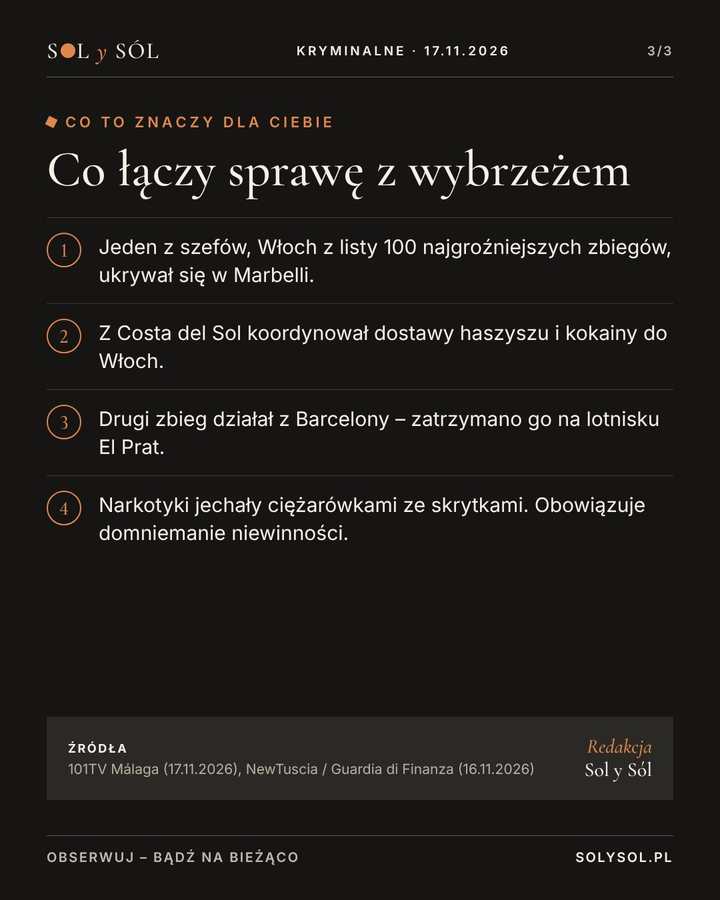 SOL y SÓL
KRYMINALNE · 17.11.2026
3/3
CO TO ZNACZY DLA CIEBIE
Co łączy sprawę z wybrzeżem
1
Jeden z szefów, Włoch z listy 100 najgroźniejszych zbiegów,
ukrywał się w Marbelli.
2
Z Costa del Sol koordynował dostawy haszyszu i kokainy do
Włoch.
3
Drugi zbieg działał z Barcelony – zatrzymano go na lotnisku
El Prat.
4
Narkotyki jechały ciężarówkami ze skrytkami. Obowiązuje
domniemanie niewinności.
ŹRÓDŁA
101TV Málaga (17.11.2026), NewTuscia / Guardia di Finanza (16.11.2026)
Redakcja
Sol y Sól
OBSERWUJ – BĄDŹ NA BIEŻĄCO
SOLYSOL.PL